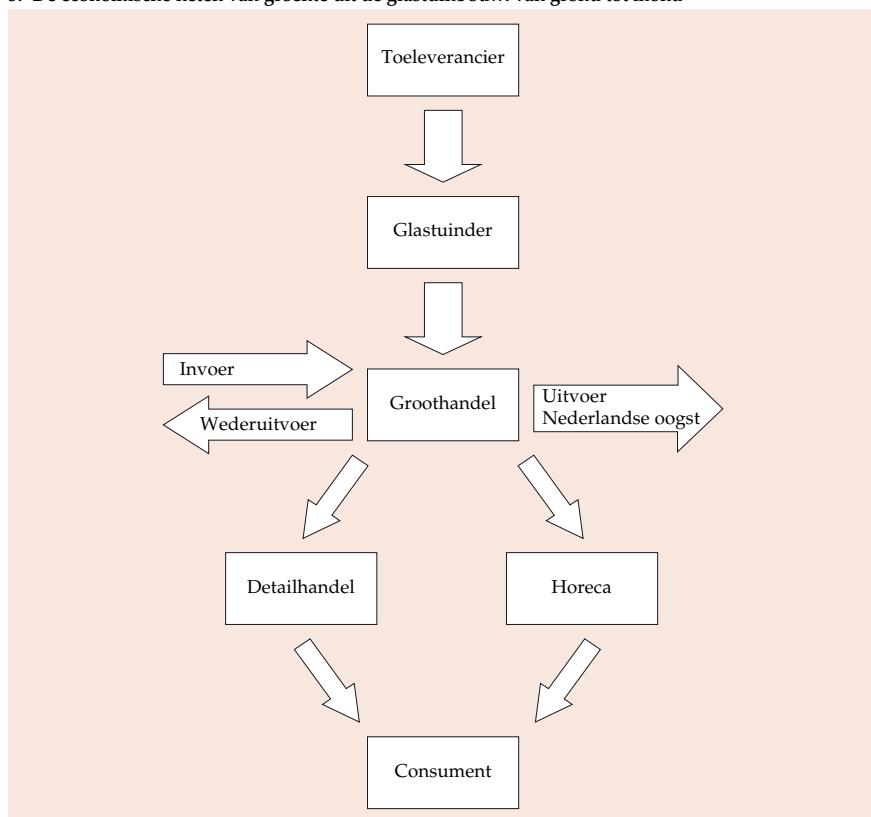 Toeleverancier
Glastuinder
Invoer
Wederuitvoer
Groothandel
Uitvoer
Nederlandse oogst
Detailhandel
Horeca
Consument